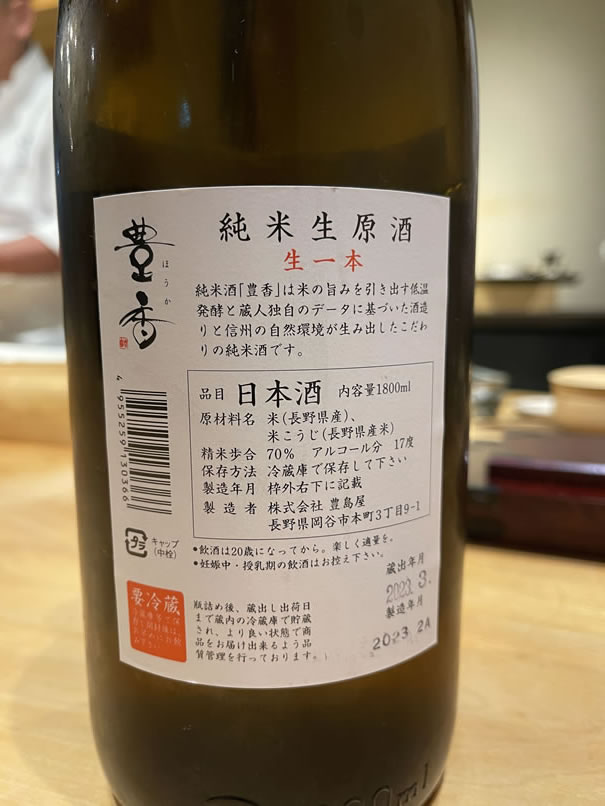 豊香
ほうか
純米生原酒
生一本
純米酒「豊香」は米の旨みを引き出す低温
発酵と蔵人独自のデータに基づいた酒造
りと信州の自然環境が生み出したこだわ
りの純米酒です。
品目 日本酒 内容量1800ml
原材料名 米(長野県産)、
米こうじ(長野県産米)
精米歩合 70% アルコール分 17度
保存方法 冷蔵庫で保存して下さい
製造年月 枠外右下に記載
製造者 株式会社 豊島屋
長野県岡谷市本町3丁目9-1
4 955259 130366
プラ
キャップ
(中栓)
•飲酒は20歳になってから。楽しく適量を。
•妊娠中・授乳期の飲酒はお控え下さい。
要冷蔵
瓶詰め後、蔵出し出荷日
まで蔵内の冷蔵庫で貯蔵
され、より良い状態で商
品をお届け出来るよう品
質管理を行っております。
蔵出年月
2023. 3.
製造年月
2023 2A